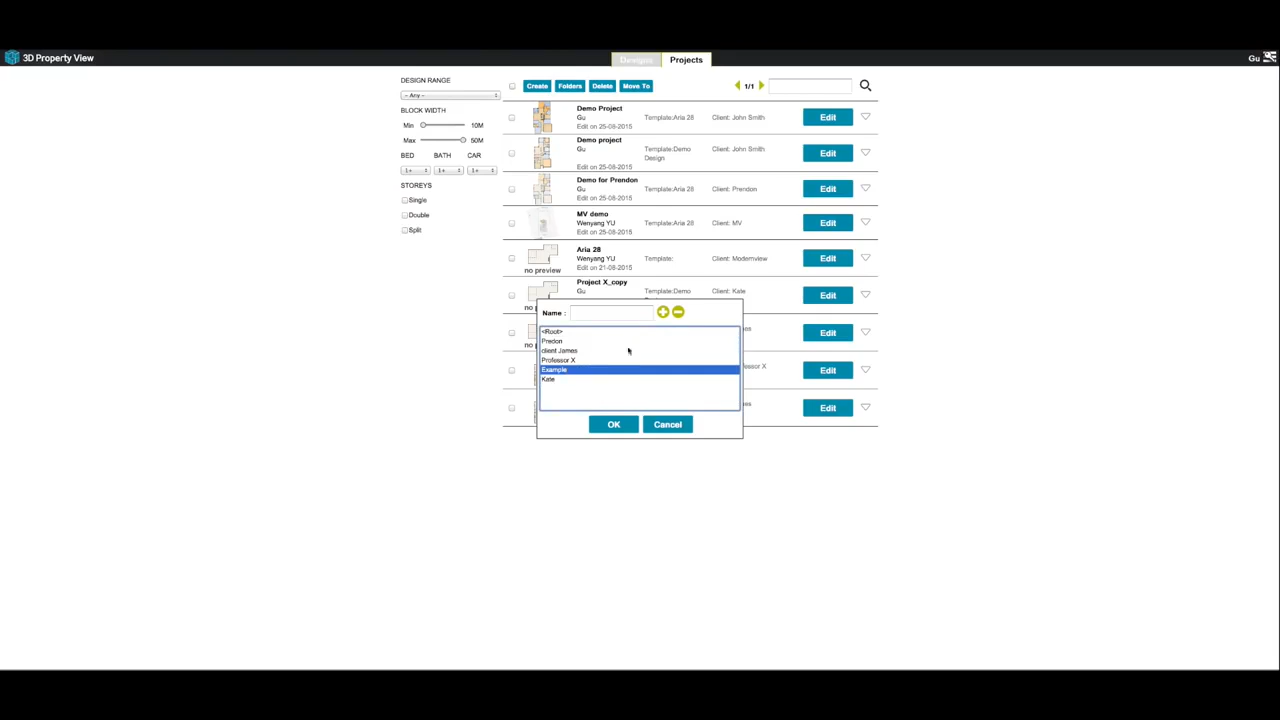 3D Property View
Designs
Projects
Gu
DESIGN RANGE
- Any -
BLOCK WIDTH
Min
10M
Max
50M
BED
BATH
CAR
1+
1+
1+
STOREYS
Single
Double
Split
Create
Folders
Delete
Move To
1/1
Demo Project
Gu
Edit on 25-08-2015
Template:Aria 28
Client: John Smith
Edit
Demo project
Gu
Edit on 25-08-2015
Template:Demo
Design
Client: John Smith
Edit
Demo for Prendon
Gu
Edit on 25-08-2015
Template:Aria 28
Client: Prendon
Edit
MV demo
Wenyang YU
Edit on 25-08-2015
Template:Aria 28
Client: MV
Edit
no preview
Aria 28
Wenyang YU
Edit on 21-08-2015
Template:
Client: Modernview
Edit
Project X_copy
Gu
Template:Demo
Client: Kate
Edit
Edit
Edit
Edit
Name :
<Root>
Predon
client James
Professor X
Example
Kate
OK
Cancel